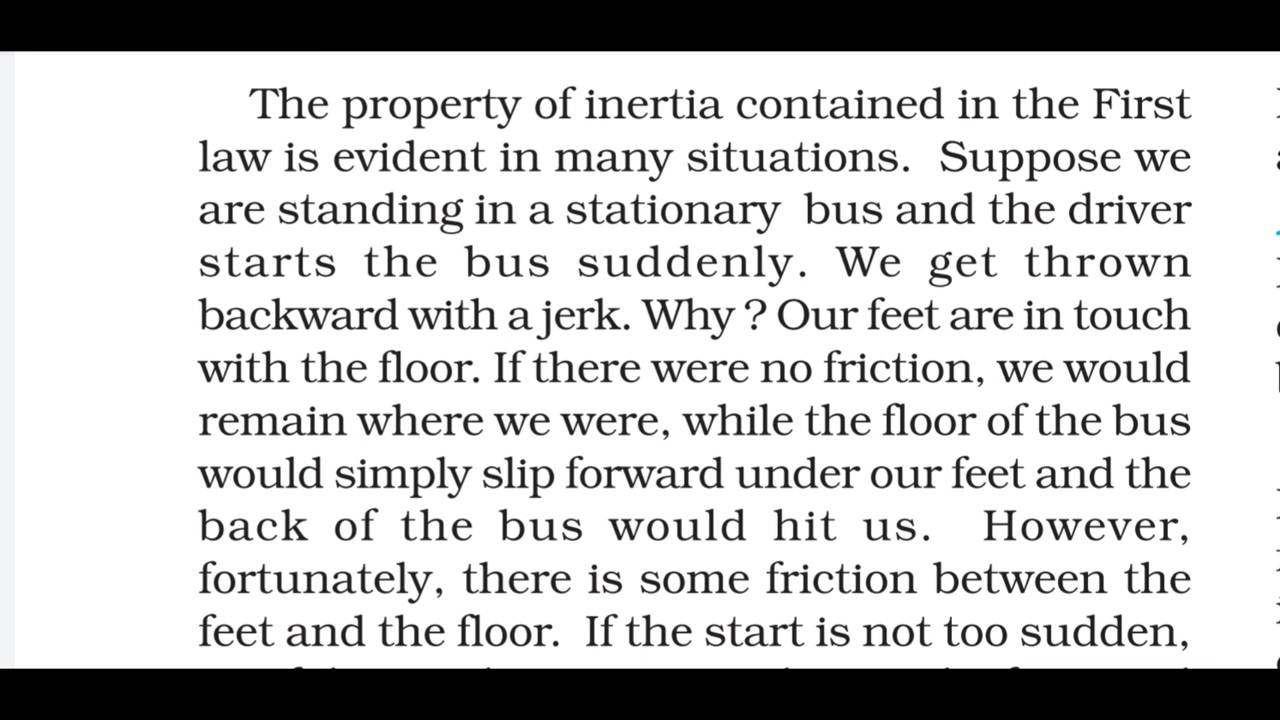 The property of inertia contained in the First
law is evident in many situations. Suppose we
are standing in a stationary bus and the driver
starts the bus suddenly. We get thrown
backward with a jerk. Why ? Our feet are in touch
with the floor. If there were no friction, we would
remain where we were, while the floor of the bus
would simply slip forward under our feet and the
back of the bus would hit us. However,
fortunately, there is some friction between the
feet and the floor. If the start is not too sudden,